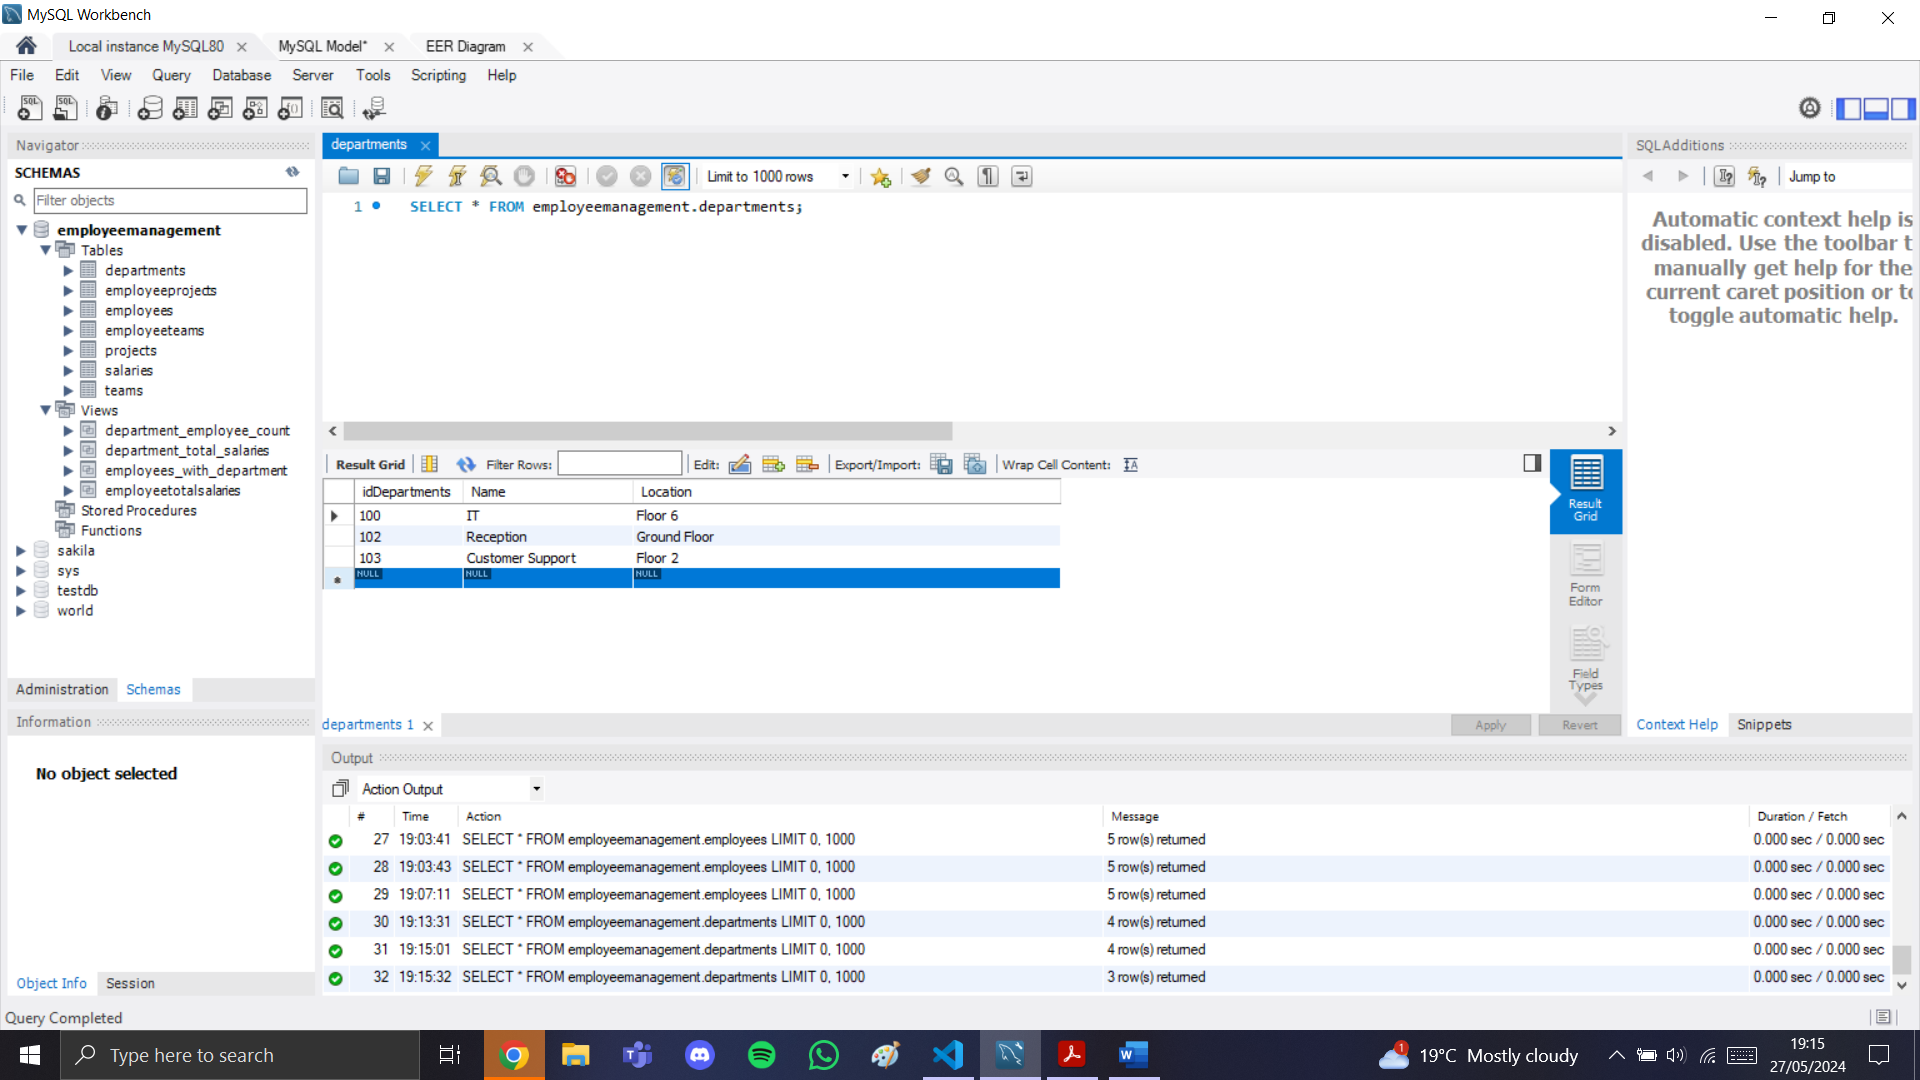 MySQL Workbench
Local instance MySQL80
MySQL Model*
EER Diagram
File Edit View Query Database Server Tools Scripting Help
Navigator
SCHEMAS
Filter objects
employeemanagement
Tables
departments
employeeprojects
employees
employeeteams
projects
salaries
teams
Views
department_employee_count
department_total_salaries
employees_with_department
employeetotalsalaries
Stored Procedures
Functions
sakila
sys
testdb
world
Administration Schemas
Information
No object selected
Object Info Session
Query Completed
departments
Limit to 1000 rows
1 SELECT * FROM employeemanagement.departments;
Result Grid Filter Rows: Edit: Export/Import: Wrap Cell Content:
idDepartments Name Location
100 IT Floor 6
102 Reception Ground Floor
103 Customer Support Floor 2
NULL NULL NULL
Result
Grid
Form
Editor
Field
Types
departments 1
Apply Revert
SQLAdditions
Jump to
Automatic context help is
disabled. Use the toolbar t
manually get help for the
current caret position or to
toggle automatic help.
Context Help Snippets
Output
Action Output
# Time Action Message Duration / Fetch
27 19:03:41 SELECT * FROM employeemanagement.employees LIMIT 0, 1000 5 row(s) returned 0.000 sec / 0.000 sec
28 19:03:43 SELECT * FROM employeemanagement.employees LIMIT 0, 1000 5 row(s) returned 0.000 sec / 0.000 sec
29 19:07:11 SELECT * FROM employeemanagement.employees LIMIT 0, 1000 5 row(s) returned 0.000 sec / 0.000 sec
30 19:13:31 SELECT * FROM employeemanagement.departments LIMIT 0, 1000 4 row(s) returned 0.000 sec / 0.000 sec
31 19:15:01 SELECT * FROM employeemanagement.departments LIMIT 0, 1000 4 row(s) returned 0.000 sec / 0.000 sec
32 19:15:32 SELECT * FROM employeemanagement.departments LIMIT 0, 1000 3 row(s) returned 0.000 sec / 0.000 sec
Type here to search
1
19°C Mostly cloudy
19:15
27/05/2024